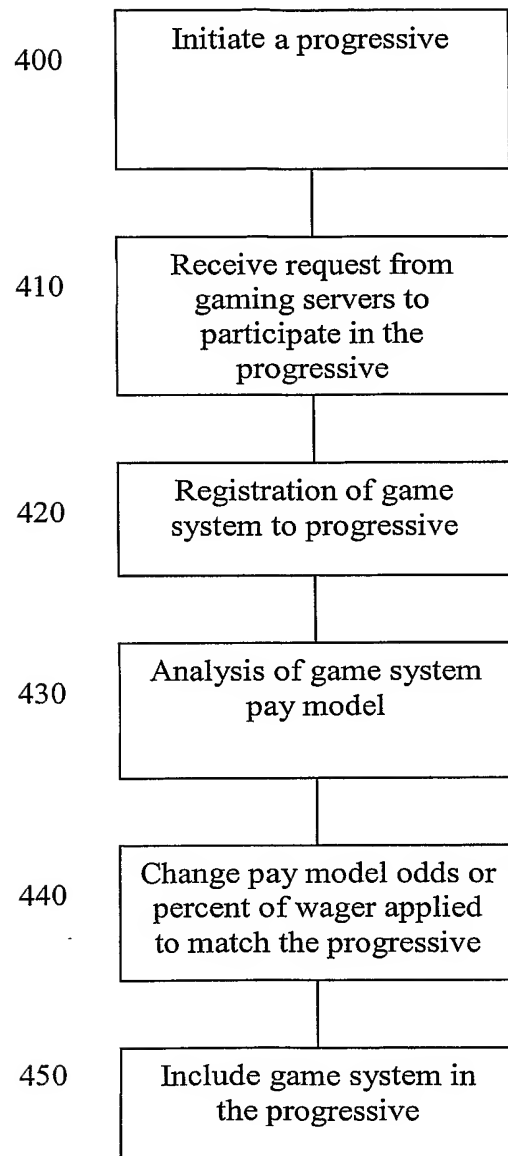 400
Initiate a progressive
410
Receive request from
gaming servers to
participate in the
progressive
420
Registration of game
system to progressive
430
Analysis of game system
pay model
440
Change pay model odds or
percent of wager applied
to match the progressive
450
Include game system in
the progressive